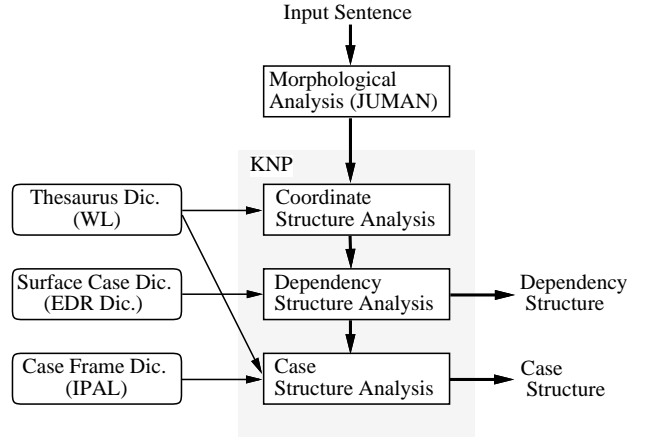 Input Sentence
Morphological
Analysis (JUMAN)
KNP
Thesaurus Dic.
(WL)
Coordinate
Structure Analysis
Surface Case Dic.
(EDR Dic.)
Dependency
Structure Analysis
Dependency
Structure
Case Frame Dic.
(IPAL)
Case
Structure Analysis
Case
Structure